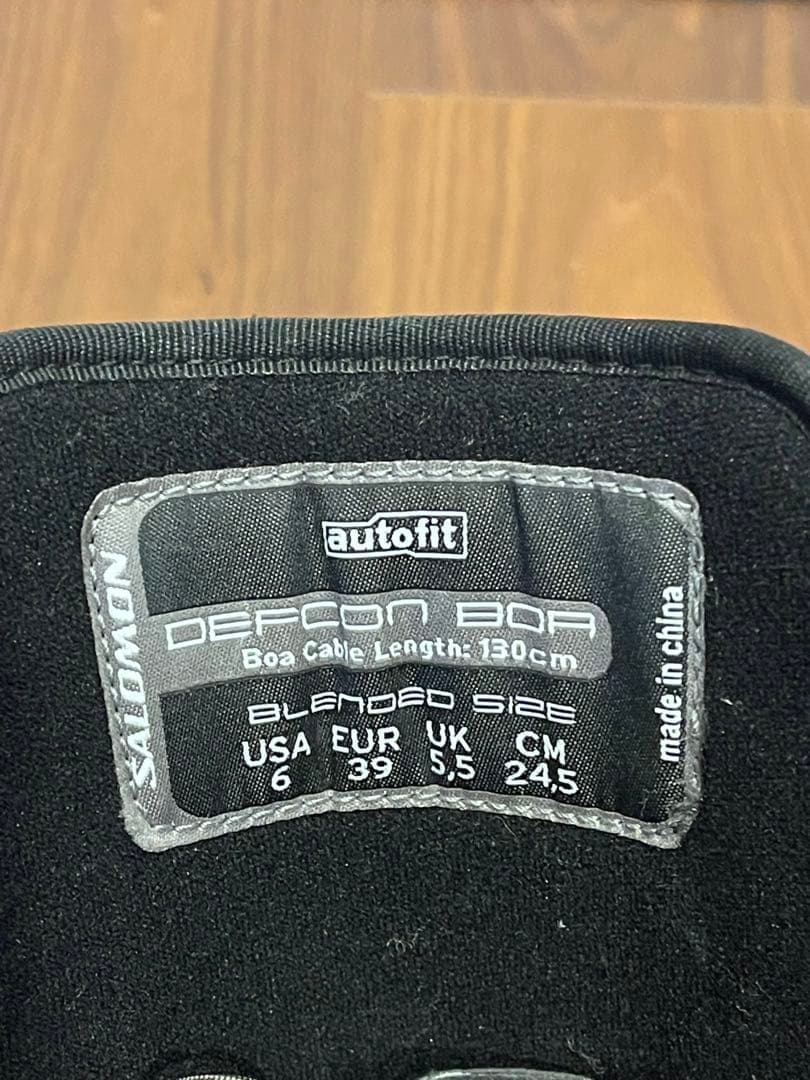 autofit
SALOMON
DEFCON BOA
Boa Cable Length: 130cm
BLENDED SIZE
USA EUR UK CM
6 39 5,5 24,5
made in china